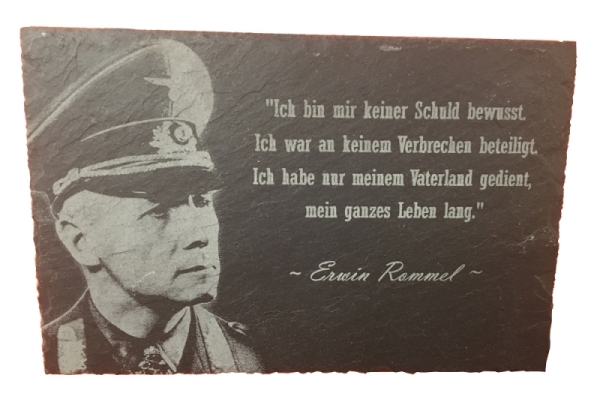 "Ich bin mir keiner Schuld bewusst.
Ich war an keinem Verbrechen beteiligt.
Ich habe nur meinem Vaterland gedient,
mein ganzes Leben lang."
~ Erwin Rommel ~